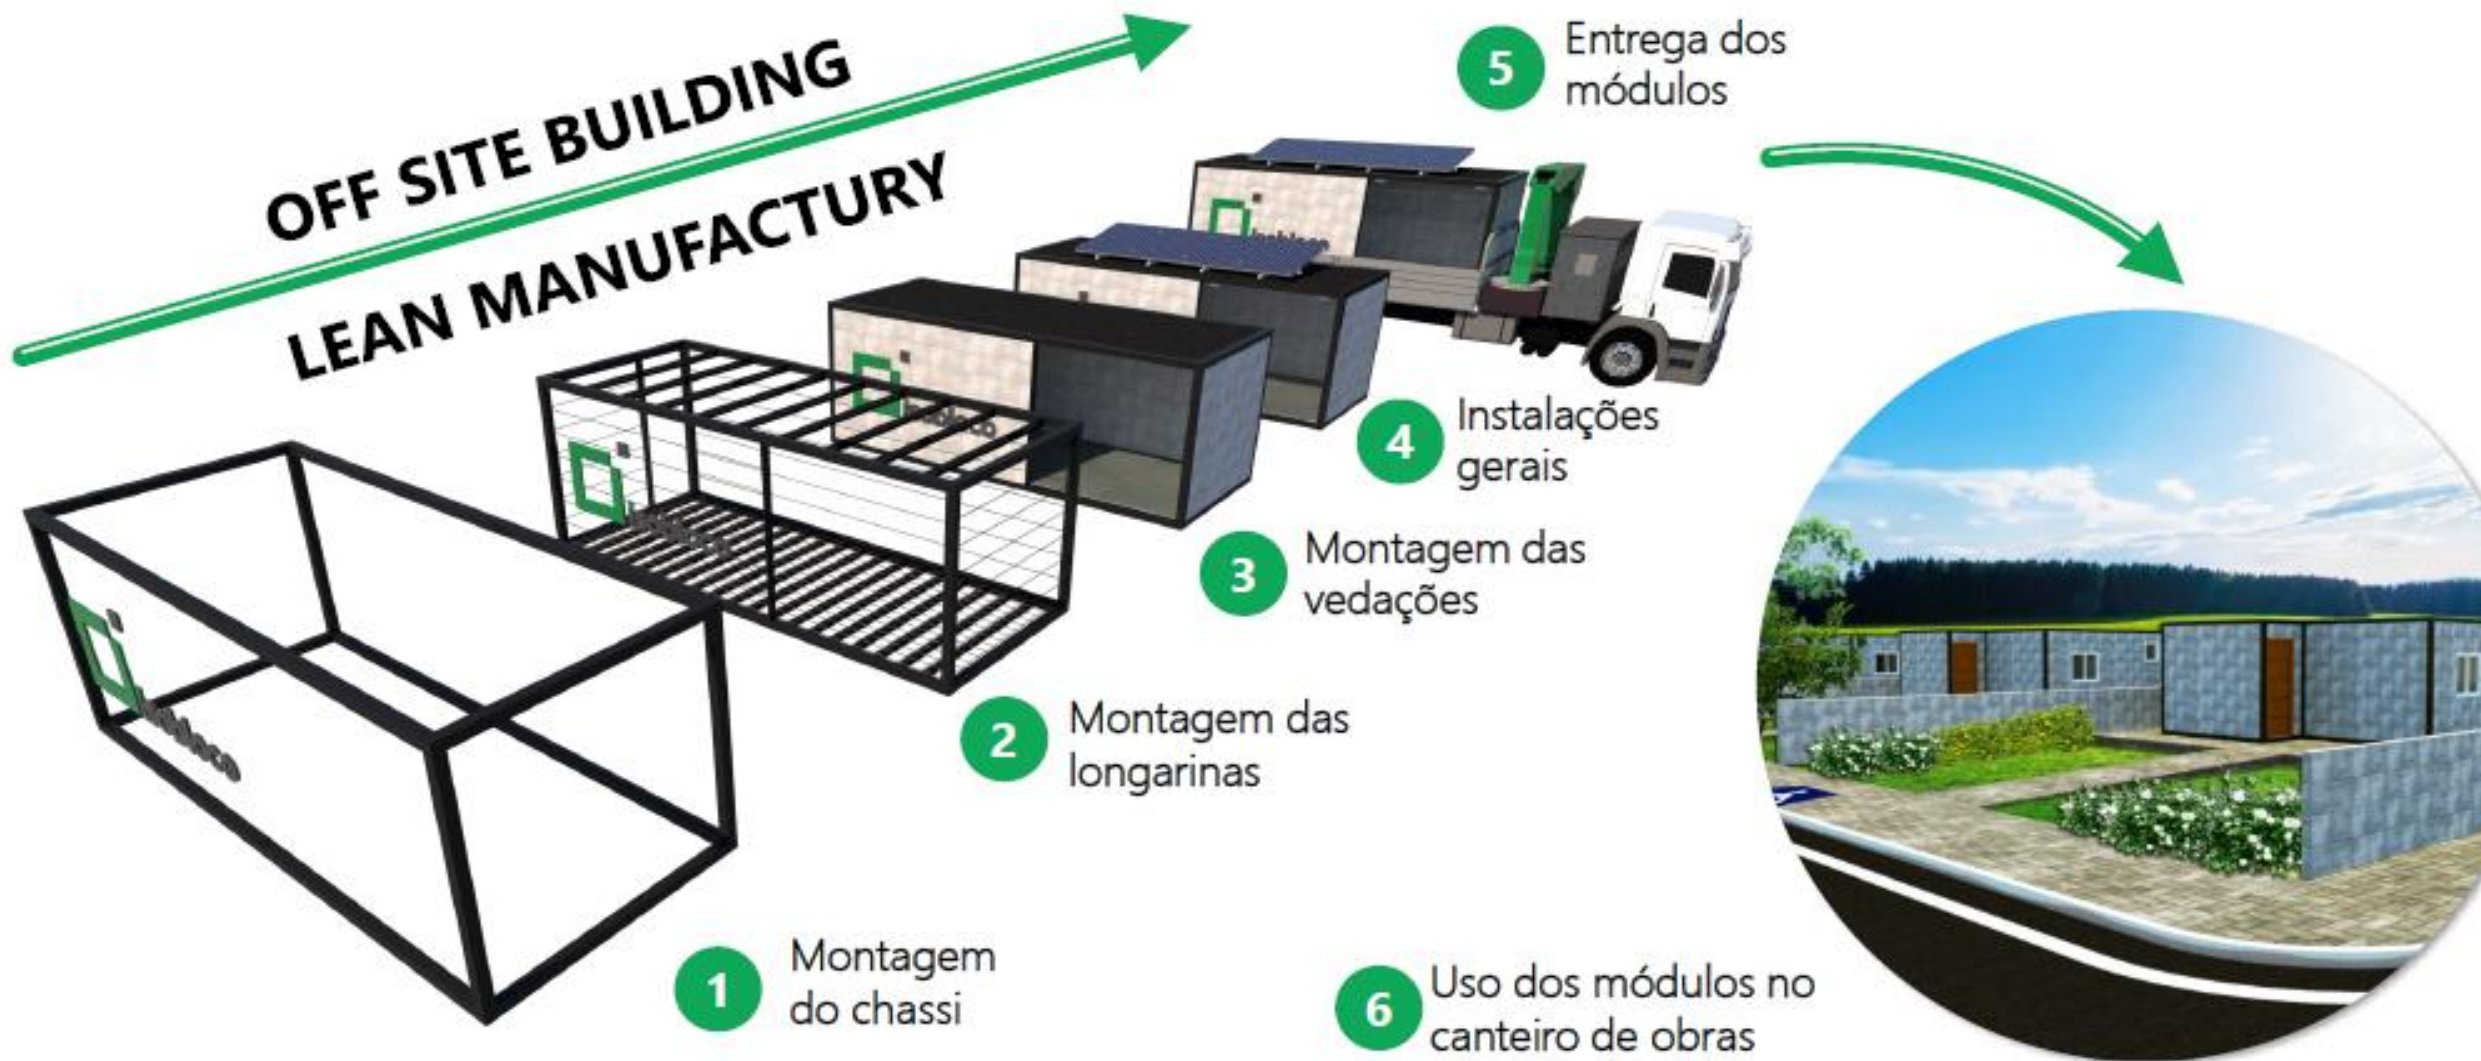 OFF SITE BUILDING
LEAN MANUFACTURY
5
Entrega dos
módulos
4
Instalações
gerais
3
Montagem das
vedações
2
Montagem das
longarinas
1
Montagem
do chassi
6
Uso dos módulos no
canteiro de obras